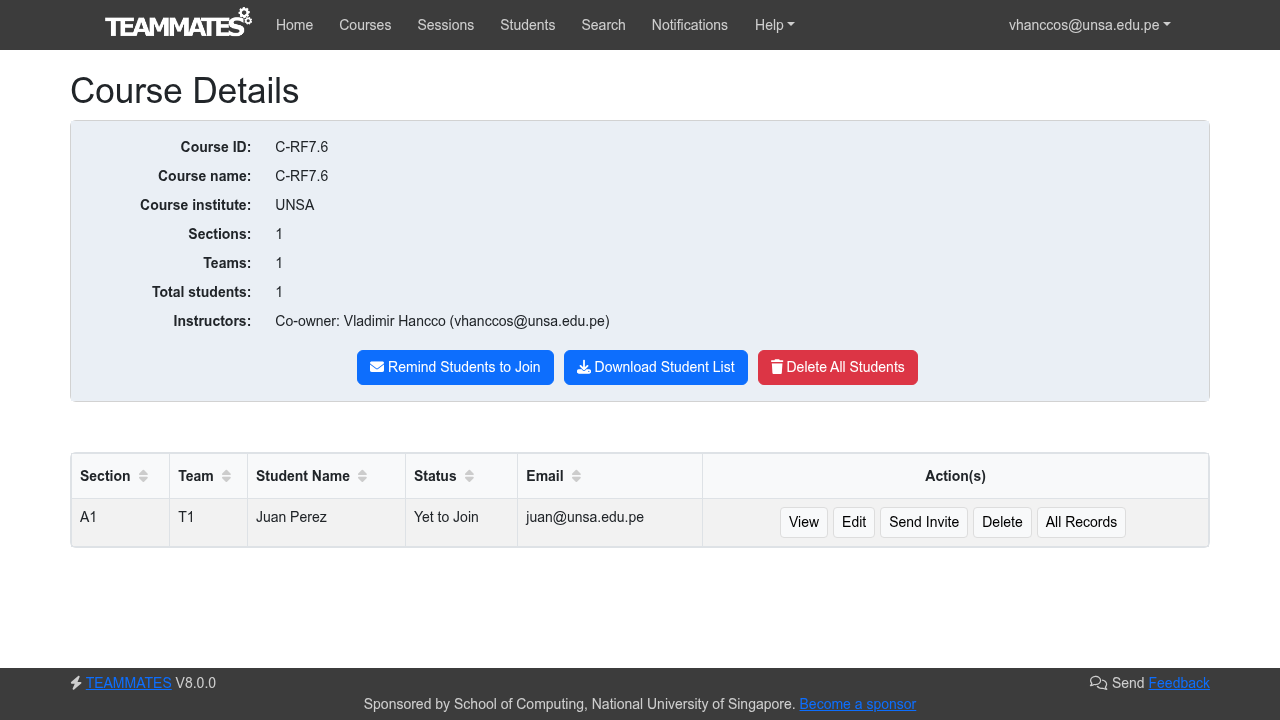 TEAMMATES Home Courses Sessions Students Search Notifications Help vhanccos@unsa.edu.pe
Course Details
Course ID: C-RF7.6
Course name: C-RF7.6
Course institute: UNSA
Sections: 1
Teams: 1
Total students: 1
Instructors: Co-owner: Vladimir Hancco (vhanccos@unsa.edu.pe)
Remind Students to Join Download Student List Delete All Students
Section Team Student Name Status Email Action(s)
A1 T1 Juan Perez Yet to Join juan@unsa.edu.pe View Edit Send Invite Delete All Records
TEAMMATES V8.0.0 Send Feedback
Sponsored by School of Computing, National University of Singapore. Become a sponsor